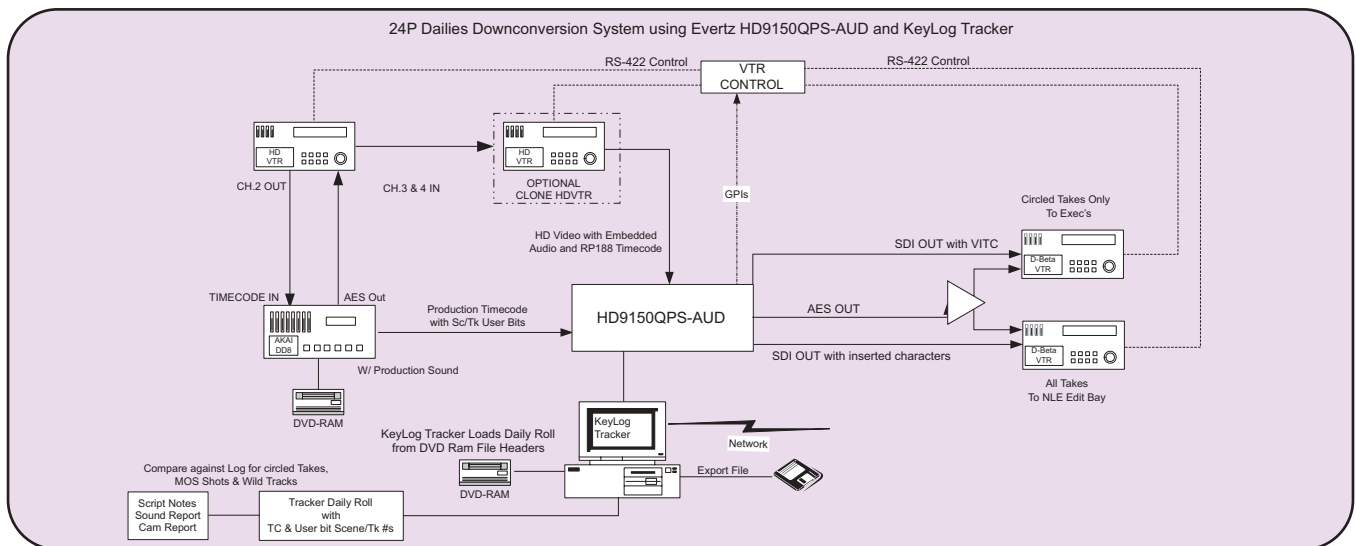 24P Dailies Downconversion System using Evertz HD9150QPS-AUD and KeyLog Tracker
RS-422 Control
VTR
CONTROL
RS-422 Control
HD
VTR
HD
VTR
CH.2 OUT
CH.3 & 4 IN
OPTIONAL
CLONE HDVTR
GPIs
Circled Takes Only
To Exec's
HD Video with Embedded
Audio and RP188 Timecode
SDI OUT with VITC
D-Beta
VTR
TIMECODE IN
AES Out
Production Timecode
with Sc/Tk User Bits
HD9150QPS-AUD
AES OUT
AKAI
DD8
W/ Production Sound
SDI OUT with inserted characters
D-Beta
VTR
All Takes
To NLE Edit Bay
DVD-RAM
KeyLog
Tracker
Network
KeyLog Tracker Loads Daily Roll
from DVD Ram File Headers
Export File
DVD-RAM
Compare against Log for circled Takes,
MOS Shots & Wild Tracks
Script Notes
Sound Report
Cam Report
Tracker Daily Roll
with
TC & User bit Scene/Tk #s